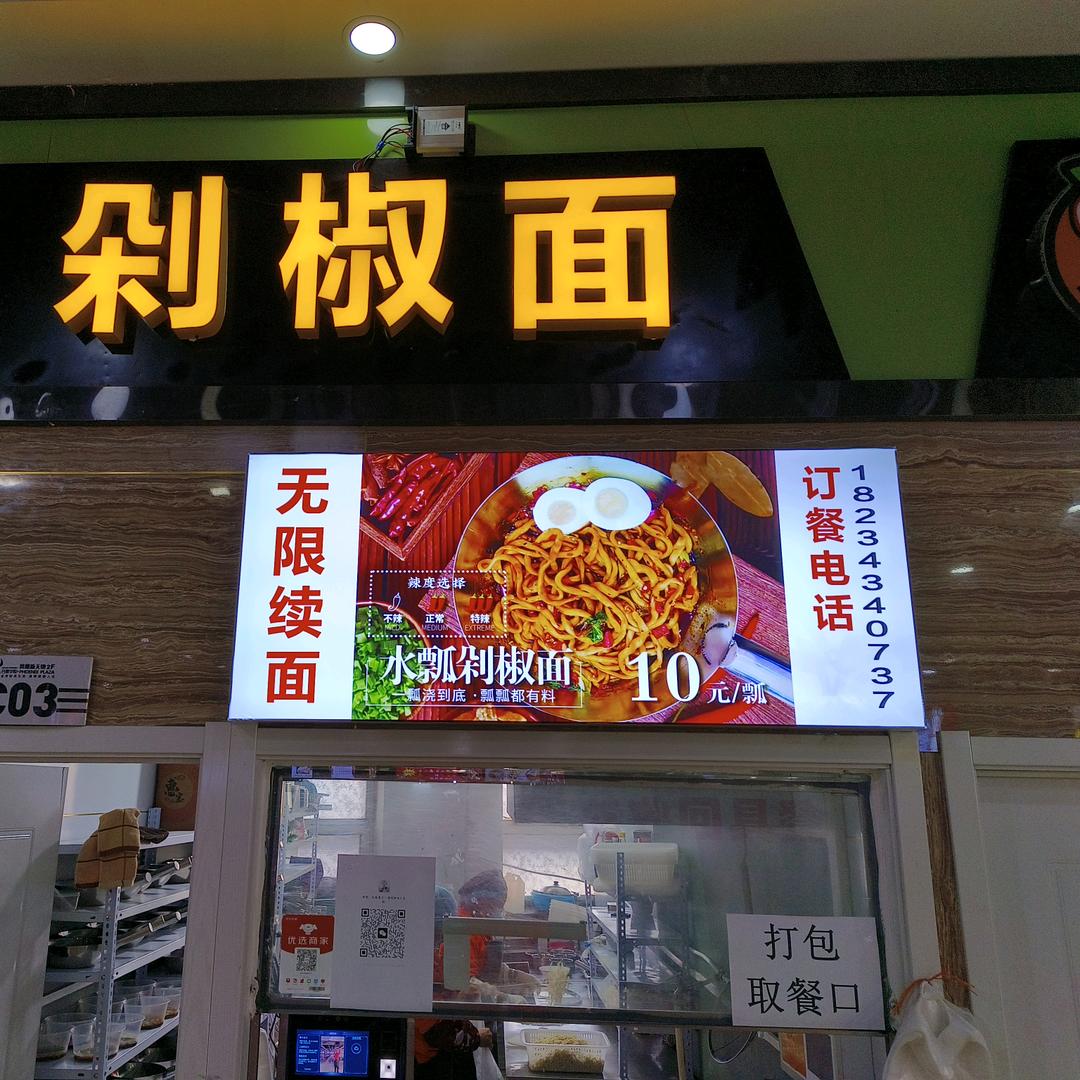 剁椒面
无限续面
辣度选择
不辣 正常 特辣
MEDIUM EXTREME
水瓢剁椒面
一瓢浇到底·瓢瓢都有料
10元/瓢
订餐电话
18234340737
C03
优选商家
打包
取餐口